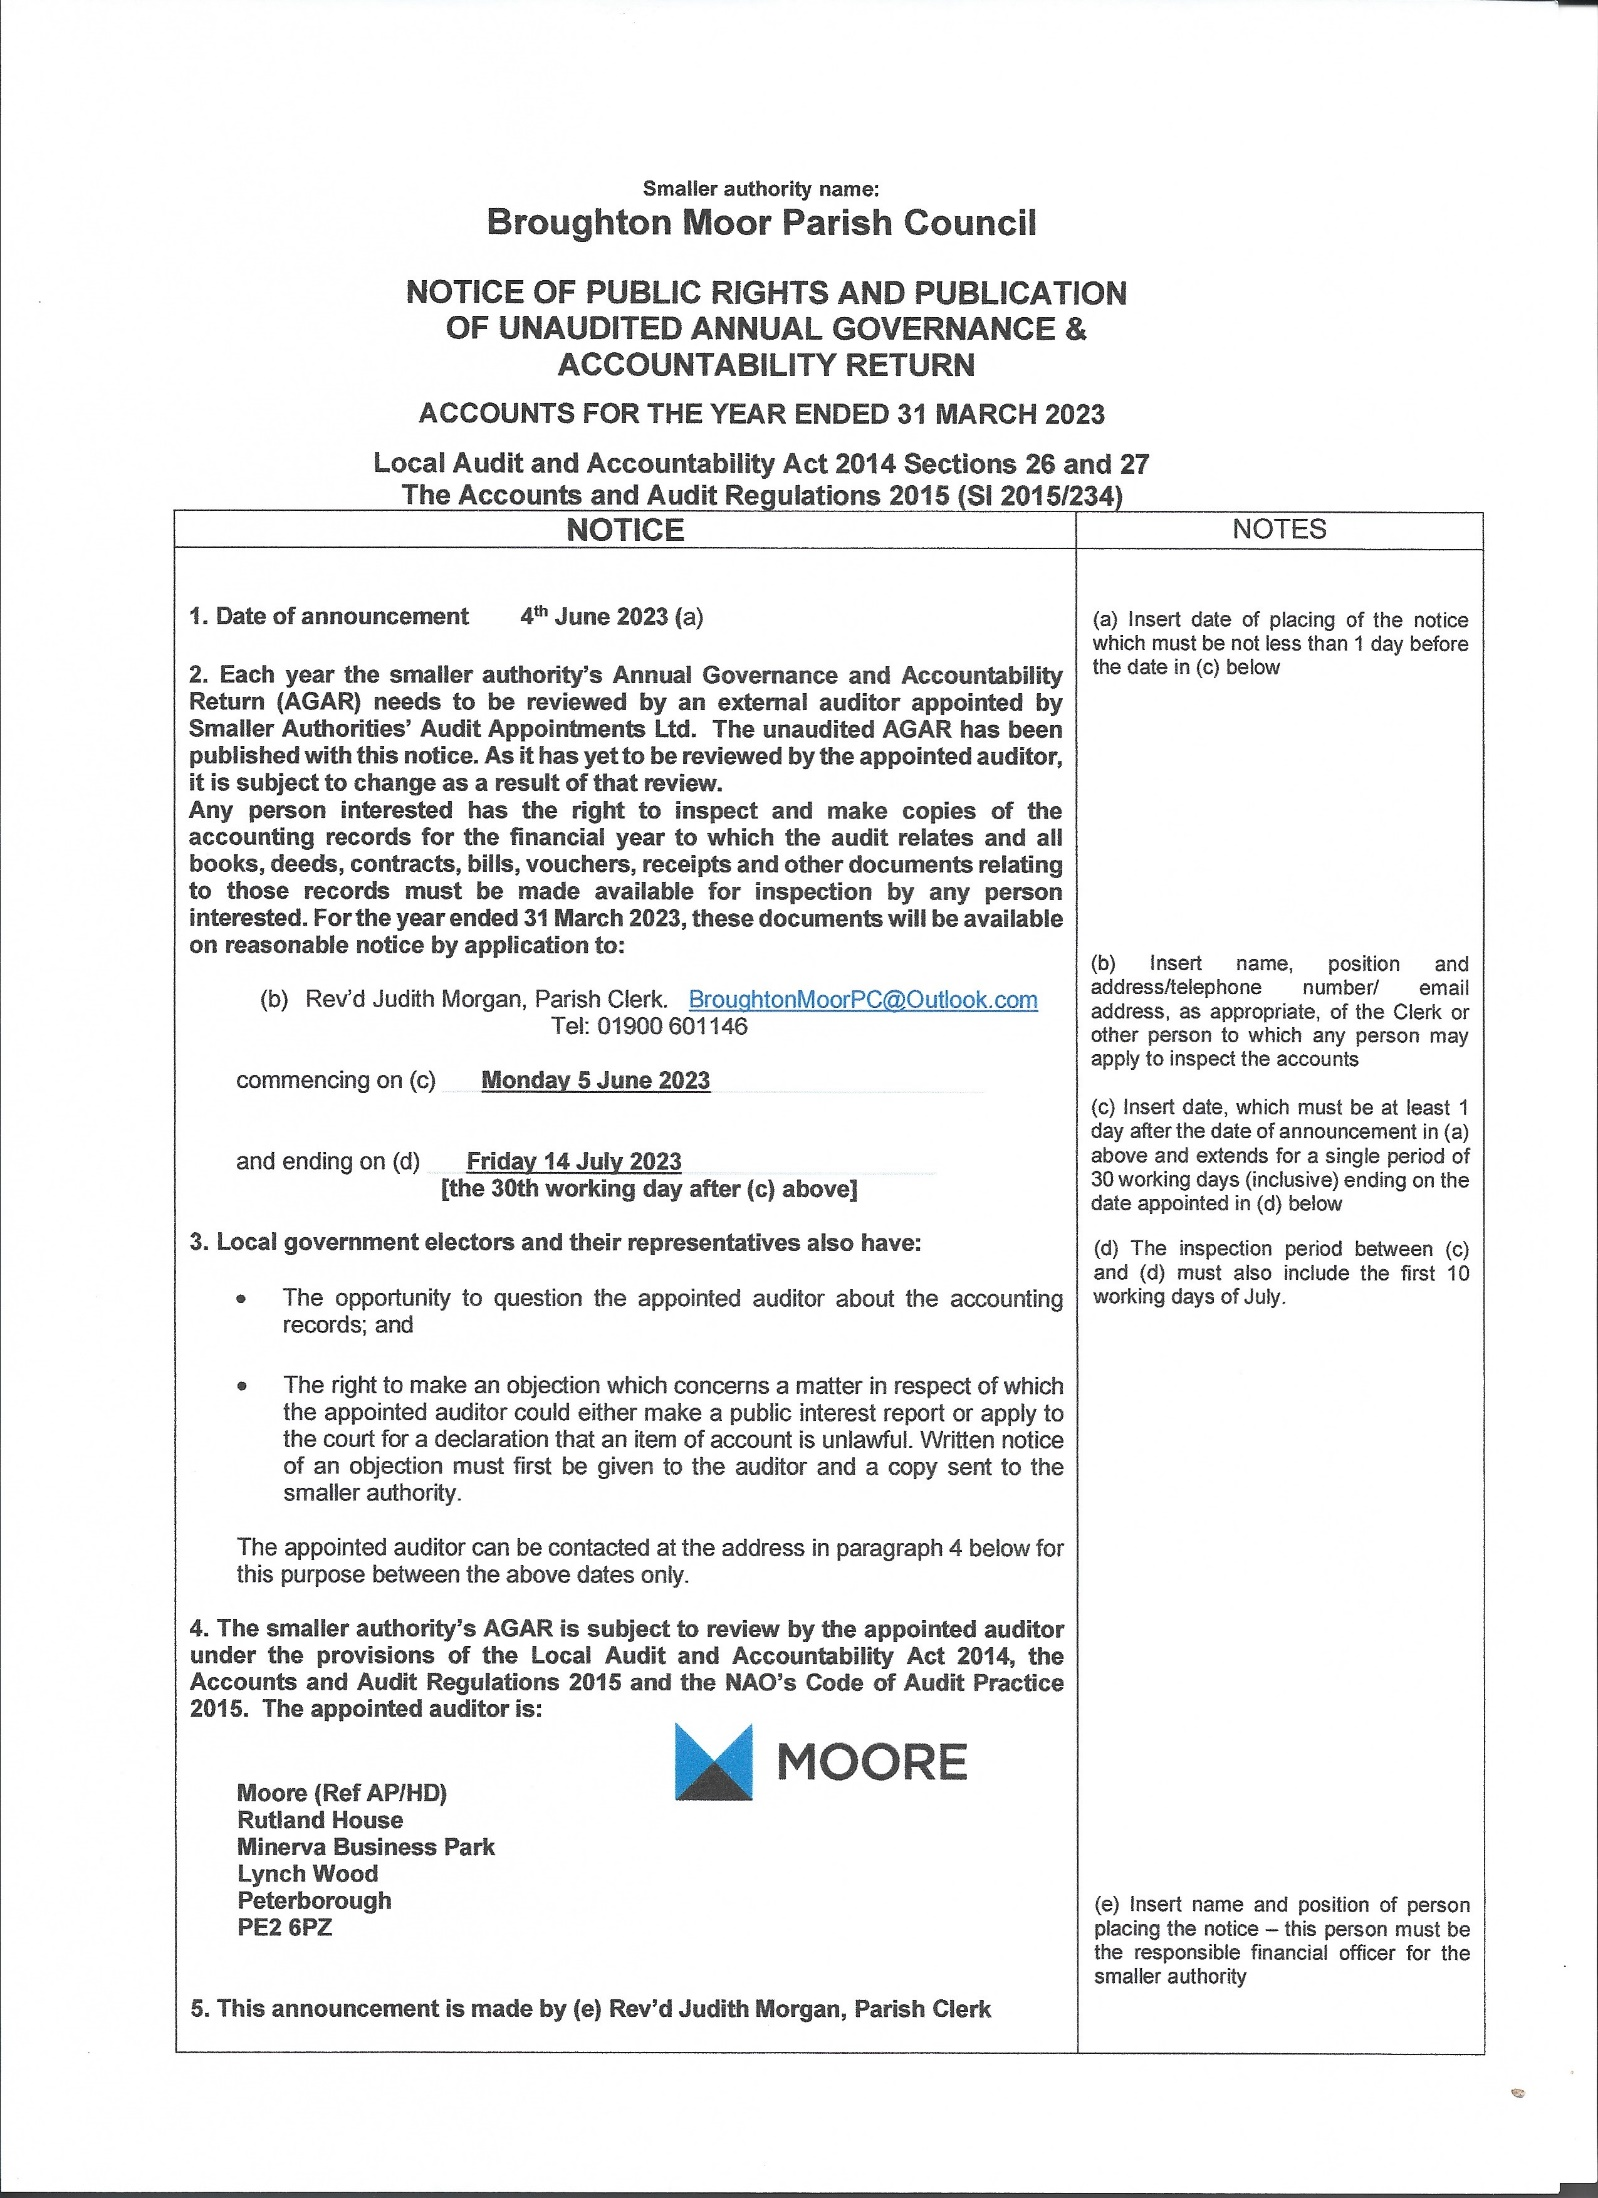 Smaller authority name:
Broughton Moor Parish Council
NOTICE OF PUBLIC RIGHTS AND PUBLICATION
OF UNAUDITED ANNUAL GOVERNANCE &
ACCOUNTABILITY RETURN
ACCOUNTS FOR THE YEAR ENDED 31 MARCH 2023
Local Audit and Accountability Act 2014 Sections 26 and 27
The Accounts and Audit Regulations 2015 (SI 2015/234)
NOTICE
1. Date of announcement 4th June 2023 (a)
2. Each year the smaller authority’s Annual Governance and Accountability
Return (AGAR) needs to be reviewed by an external auditor appointed by
Smaller Authorities’ Audit Appointments Ltd. The unaudited AGAR has been
published with this notice. As it has yet to be reviewed by the appointed auditor,
it is subject to change as a result of that review.
Any person interested has the right to inspect and make copies of the
accounting records for the financial year to which the audit relates and all
books, deeds, contracts, bills, vouchers, receipts and other documents relating
to those records must be made available for inspection by any person
interested. For the year ended 31 March 2023, these documents will be available
on reasonable notice by application to:
(b) Rev’d Judith Morgan, Parish Clerk. BroughtonMoorPC@Outlook.com
Tel: 01900 601146
commencing on (c) Monday 5 June 2023
and ending on (d) Friday 14 July 2023
[the 30th working day after (c) above]
3. Local government electors and their representatives also have:
• The opportunity to question the appointed auditor about the accounting
records; and
• The right to make an objection which concerns a matter in respect of which
the appointed auditor could either make a public interest report or apply to
the court for a declaration that an item of account is unlawful. Written notice
of an objection must first be given to the auditor and a copy sent to the
smaller authority.
The appointed auditor can be contacted at the address in paragraph 4 below for
this purpose between the above dates only.
4. The smaller authority’s AGAR is subject to review by the appointed auditor
under the provisions of the Local Audit and Accountability Act 2014, the
Accounts and Audit Regulations 2015 and the NAO’s Code of Audit Practice
2015. The appointed auditor is:
MOORE
Moore (Ref AP/HD)
Rutland House
Minerva Business Park
Lynch Wood
Peterborough
PE2 6PZ
5. This announcement is made by (e) Rev’d Judith Morgan, Parish Clerk
NOTES
(a) Insert date of placing of the notice
which must be not less than 1 day before
the date in (c) below
(b) Insert name, position and
address/telephone number/ email
address, as appropriate, of the Clerk or
other person to which any person may
apply to inspect the accounts
(c) Insert date, which must be at least 1
day after the date of announcement in (a)
above and extends for a single period of
30 working days (inclusive) ending on the
date appointed in (d) below
(d) The inspection period between (c)
and (d) must also include the first 10
working days of July.
(e) Insert name and position of person
placing the notice – this person must be
the responsible financial officer for the
smaller authority